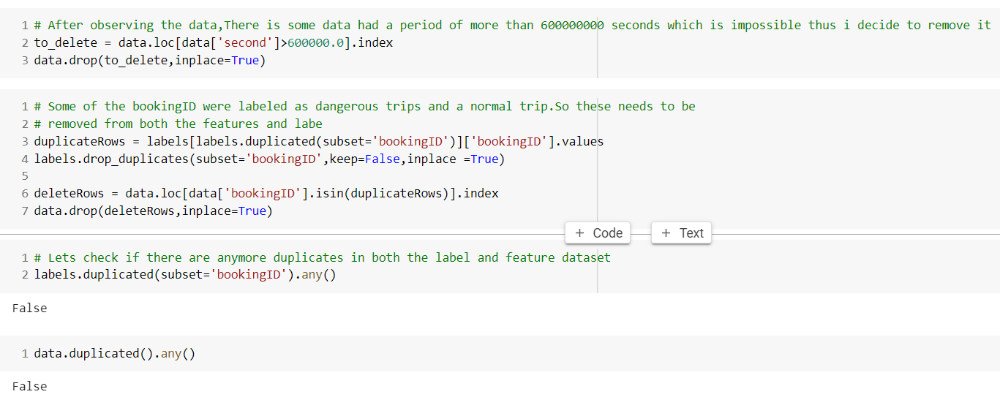 1 # After observing the data,There is some data had a period of more than 600000000 seconds which is impossible thus i decide to remove it
2 to_delete = data.loc[data['second']>600000.0].index
3 data.drop(to_delete,inplace=True)
1 # Some of the bookingID were labeled as dangerous trips and a normal trip.So these needs to be
2 # removed from both the features and labe
3 duplicateRows = labels[labels.duplicated(subset='bookingID')]['bookingID'].values
4 labels.drop_duplicates(subset='bookingID',keep=False,inplace =True)
5
6 deleteRows = data.loc[data['bookingID'].isin(duplicateRows)].index
7 data.drop(deleteRows,inplace=True)
+ Code + Text
1 # Lets check if there are anymore duplicates in both the label and feature dataset
2 labels.duplicated(subset='bookingID').any()
False
1 data.duplicated().any()
False